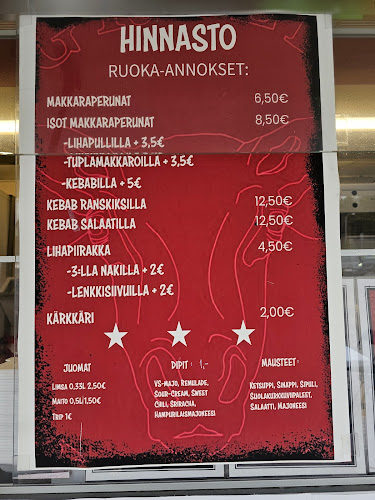 HINNASTO
RUOKA-ANNOKSET:
MAKKARAPERUNAT 6,50€
ISOT MAKKARAPERUNAT 8,50€
-LIHAPULLILLA + 3,5€
-TUPLAMAKKAROILLA + 3,5€
-KEBABILLA + 5€
KEBAB RANSKIKSILLA 12,50€
KEBAB SALAATILLA 12,50€
LIHAPIIRAKKA 4,50€
-3:LLA NAKILLA + 2€
-LENKKISIIVUILLA + 2€
KÄRKKÄRI 2,00€
JUOMAT
LIMSA 0.33L 2,50€
MAITO 0,5L 1,50€
TRIP 1€
DIPIT : 1,-
VS-MAJO, REMULADE,
SOUR-CREAM, SWEET
CHILI, SRIRACHA,
HAMPURILAISMAJONEESI
MAUSTEET:
KETSUPPI, SINAPPI, SIPULI,
SUOLAKURKKUVIIPALEET,
SALAATTI, MAJONEESI